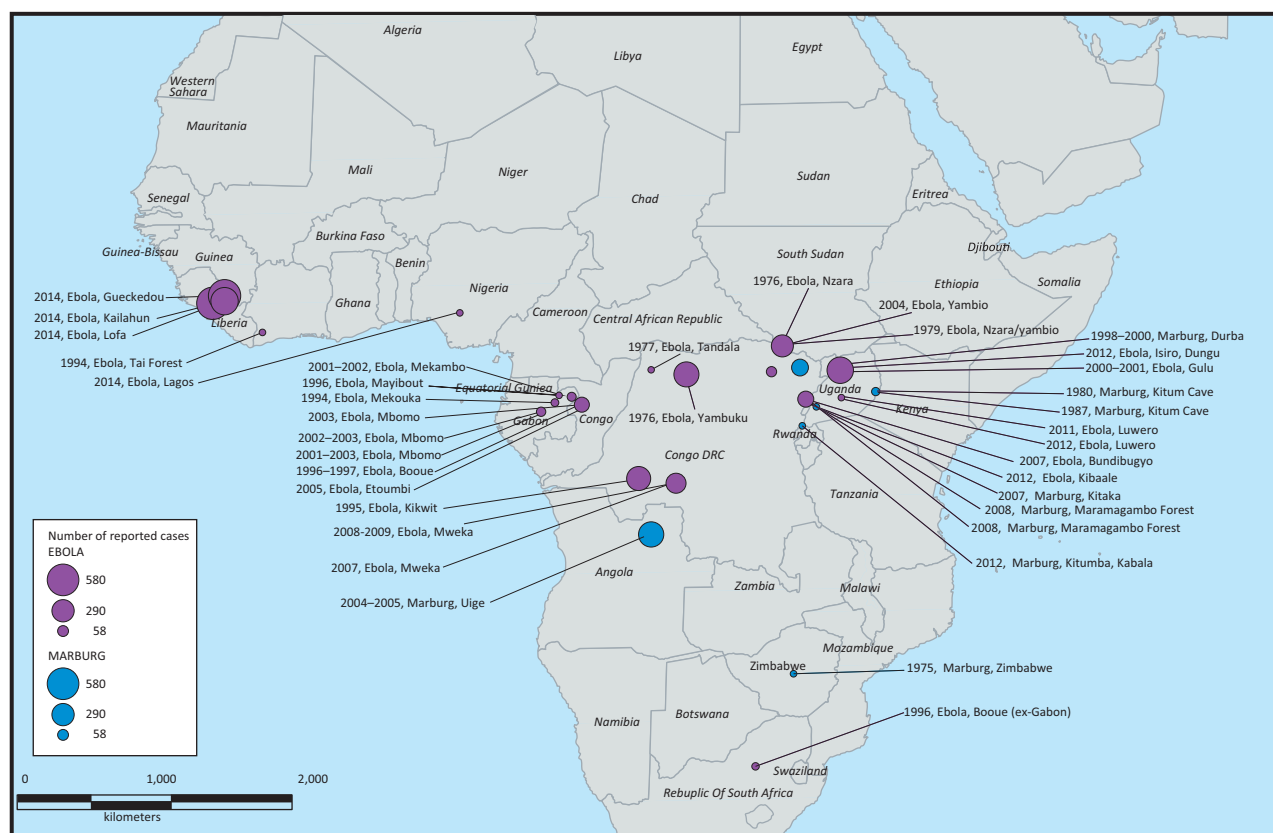 Algeria
Libya
Egypt
Western
Sahara
Mauritania
Mali
Niger
Chad
Sudan
Eritrea
Senegal
Guinea-Bissau
Guinea
Burkina Faso
Benin
Djibouti
South Sudan
Ethiopia
Somalia
Nigeria
Ghana
Liberia
Cameroon
Central African Republic
1976, Ebola, Nzara
2004, Ebola, Yambio
1979, Ebola, Nzara/yambio
2014, Ebola, Gueckedou
2014, Ebola, Kailahun
2014, Ebola, Lofa
1994, Ebola, Tai Forest
2014, Ebola, Lagos
1977, Ebola, Tandala
1976, Ebola, Yambuku
1998–2000, Marburg, Durba
2012, Ebola, Isiro, Dungu
2000–2001, Ebola, Gulu
1980, Marburg, Kitum Cave
1987, Marburg, Kitum Cave
2011, Ebola, Luwero
2012, Ebola, Luwero
2007, Ebola, Bundibugyo
2012, Ebola, Kibaale
2007, Marburg, Kitaka
2008, Marburg, Maramagambo Forest
2008, Marburg, Maramagambo Forest
2012, Marburg, Kitumba, Kabala
2001–2002, Ebola, Mekambo
1996, Ebola, Mayibout
Equatorial Guniea
1994, Ebola, Mekouka
2003, Ebola, Mbomo
2002–2003, Ebola, Mbomo
2001–2003, Ebola, Mbomo
1996–1997, Ebola, Booue
2005, Ebola, Etoumbi
Gabon
Congo
Uganda
Kenya
Rwanda
Congo DRC
Tanzania
1995, Ebola, Kikwit
2008-2009, Ebola, Mweka
2007, Ebola, Mweka
2004–2005, Marburg, Uige
Angola
Zambia
Malawi
Mozambique
Zimbabwe
1975, Marburg, Zimbabwe
Namibia
Botswana
1996, Ebola, Booue (ex-Gabon)
Swaziland
Rebuplic Of South Africa
Number of reported cases
EBOLA
580
290
58
MARBURG
580
290
58
0 1,000 2,000
kilometers